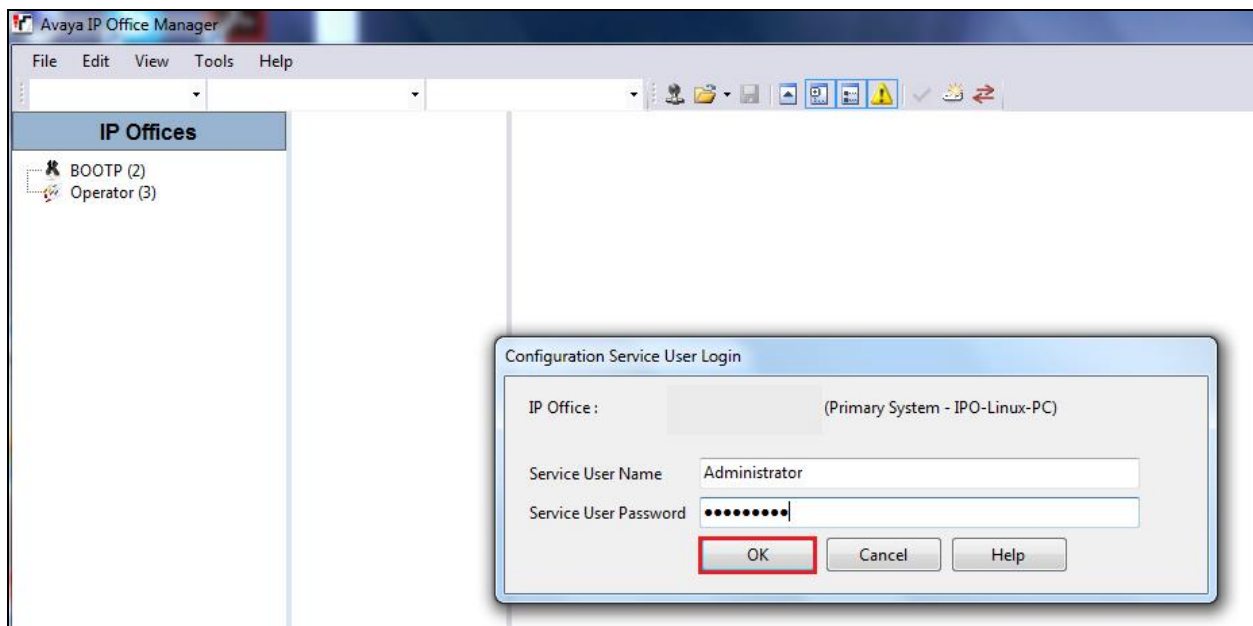 Avaya IP Office Manager
File Edit View Tools Help
IP Offices
BOOTP (2)
Operator (3)
Configuration Service User Login
IP Office : (Primary System - IPO-Linux-PC)
Service User Name Administrator
Service User Password •••••••••
OK Cancel Help